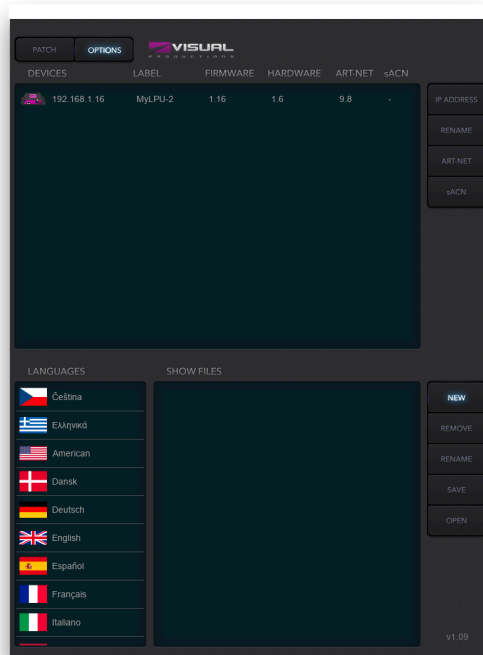 PATCH OPTIONS VISUAL
PRODUCTIONS
DEVICES LABEL FIRMWARE HARDWARE ART-NET sACN
192.168.1.16 MyLPU-2 1.16 1.6 9.8 -
IP ADDRESS
RENAME
ART-NET
sACN
LANGUAGES SHOW FILES
Čeština
Ελληνικά
American
Dansk
Deutsch
English
Español
Français
Italiano
NEW
REMOVE
RENAME
SAVE
OPEN
v1.09